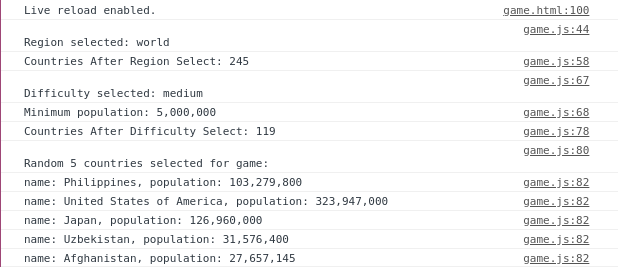 Live reload enabled. game.html:100
game.js:44
Region selected: world
Countries After Region Select: 245 game.js:58
game.js:67
Difficulty selected: medium
Minimum population: 5,000,000 game.js:68
Countries After Difficulty Select: 119 game.js:78
game.js:80
Random 5 countries selected for game:
name: Philippines, population: 103,279,800 game.js:82
name: United States of America, population: 323,947,000 game.js:82
name: Japan, population: 126,960,000 game.js:82
name: Uzbekistan, population: 31,576,400 game.js:82
name: Afghanistan, population: 27,657,145 game.js:82